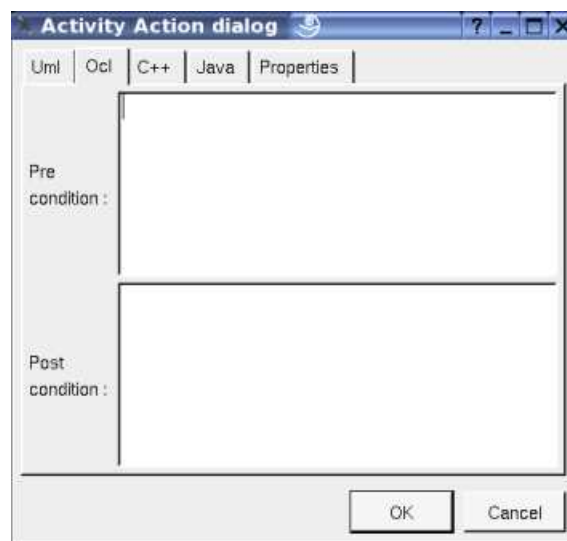 Activity Action dialog
Uml Ocl C++ Java Properties
Pre
condition :
Post
condition :
OK Cancel